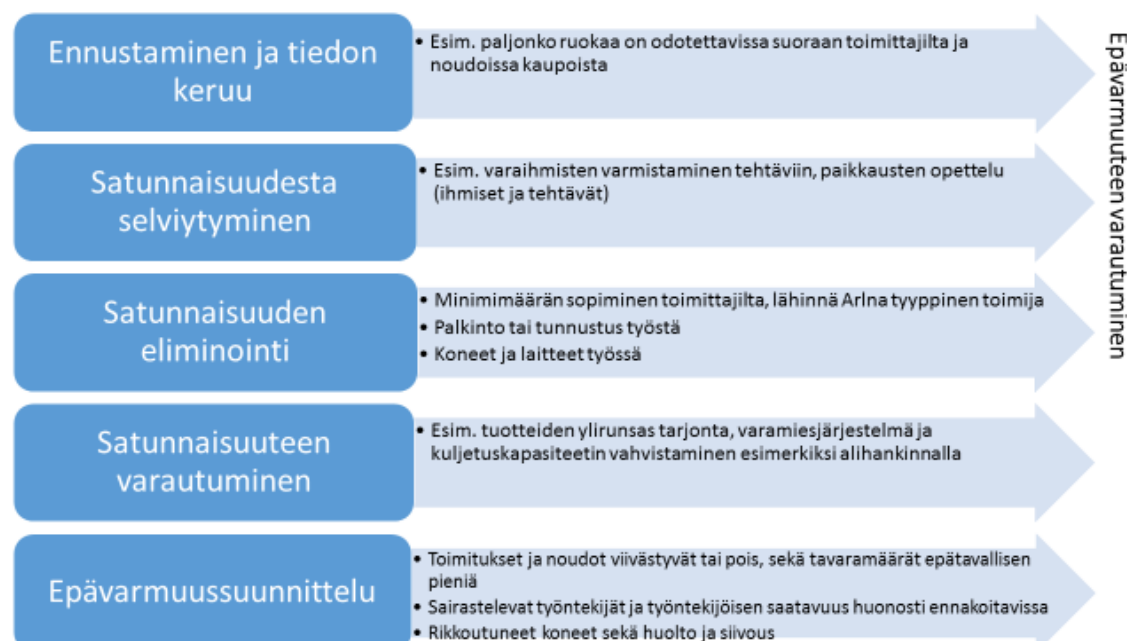 Ennustaminen ja tiedon
keruu
• Esim. paljonko ruokaa on odotettavissa suoraan toimittajilta ja
noudoissa kaupoista
Satunnaisuudesta
selviytyminen
• Esim. varaihmisten varmistaminen tehtäviin, paikkausten opettelu
(ihmiset ja tehtävät)
Satunnaisuuden
eliminointi
• Minimimäärän sopiminen toimittajilta, lähinnä Arlna tyyppinen toimija
• Palkinto tai tunnustus työstä
• Koneet ja laitteet työssä
Satunnaisuuteen
varautuminen
• Esim. tuotteiden ylirunsas tarjonta, varamiesjärjestelmä ja
kuljetuskapasiteetin vahvistaminen esimerkiksi alihankinnalla
Epävarmuussuunnittelu
• Toimitukset ja noudot viivästyvät tai pois, sekä tavaramäärät epätavallisen
pieniä
• Sairastelevat työntekijät ja työntekijöisen saatavuus huonosti ennakoitavissa
• Rikkoutuneet koneet sekä huolto ja siivous
Epävarmuuteen varautuminen